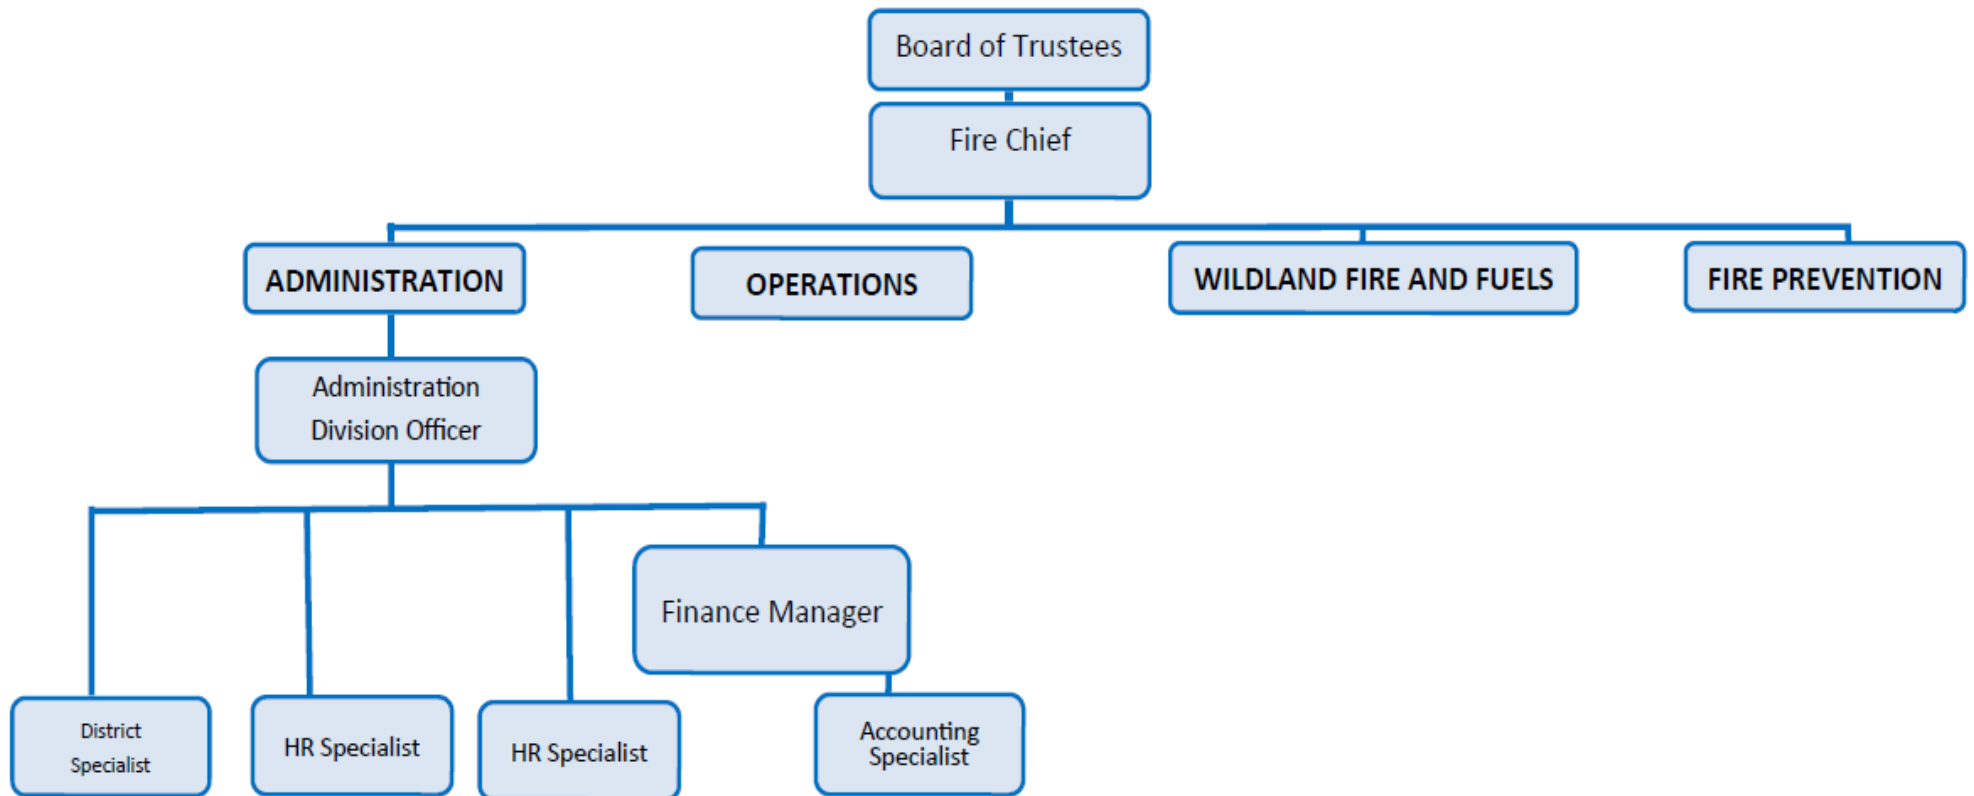 Board of Trustees
Fire Chief
ADMINISTRATION
OPERATIONS
WILDLAND FIRE AND FUELS
FIRE PREVENTION
Administration
Division Officer
Finance Manager
District
Specialist
HR Specialist
HR Specialist
Accounting
Specialist